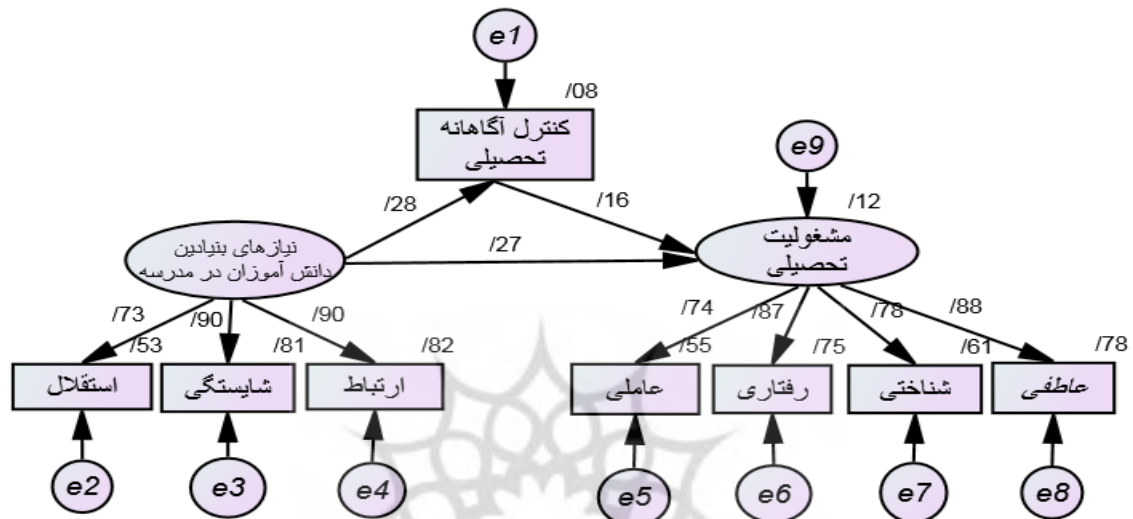 e1
/08
کنترل آگاهانه
تحصیلی
e9
/12
/28
/16
مشغولیت
تحصیلی
نیازهای بنیادین
دانش آموزان در مدرسه
/27
/73
/90
/90
/74
/87
/78
/88
/53
/81
/82
/55
/75
/61
/78
استقلال
شایستگی
ارتباط
عاملی
رفتاری
شناختی
عاطفی
e2
e3
e4
e5
e6
e7
e8